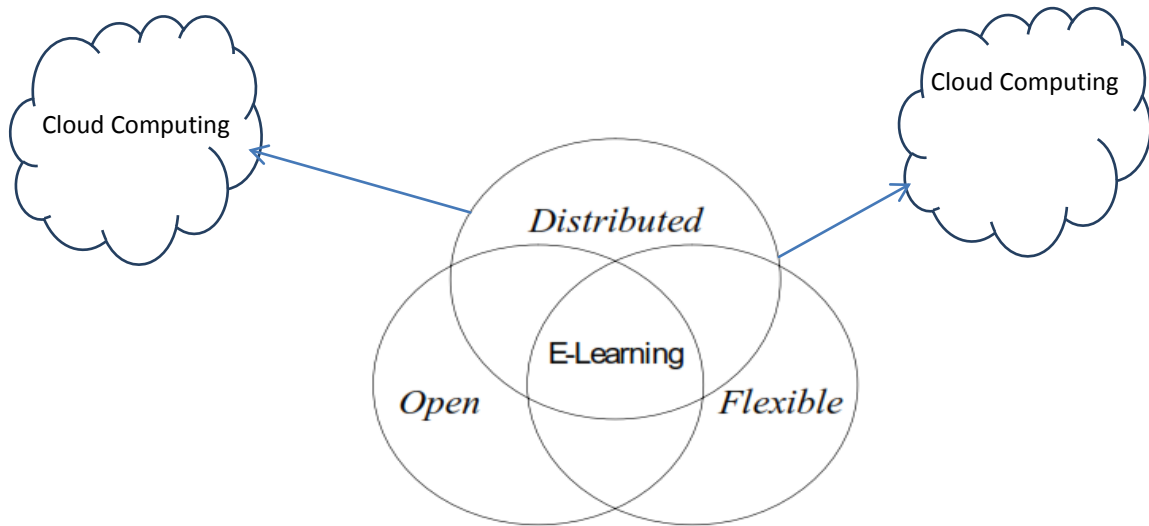 Cloud Computing
Cloud Computing
Distributed
E-Learning
Open
Flexible